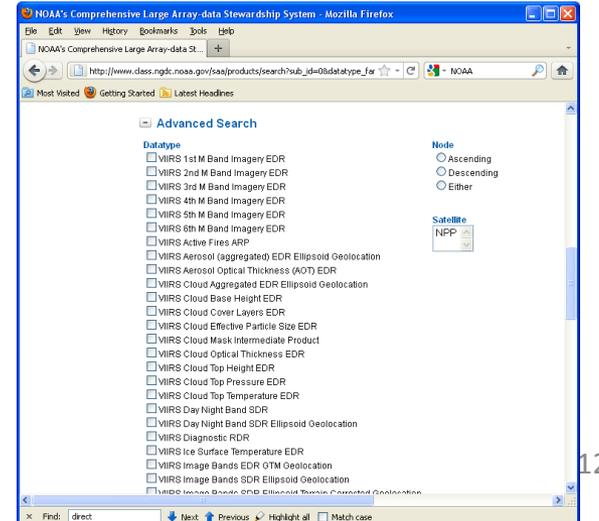 NOAA's Comprehensive Large Array-data Stewardship System - Mozilla Firefox
File Edit View History Bookmarks Tools Help
NOAA's Comprehensive Large Array-data St... +
http://www.class.ngdc.noaa.gov/saa/products/search?sub_id=0&datatype_far NOAA
Most Visited Getting Started Latest Headlines
Advanced Search
Datatype
VIIRS 1st M Band Imagery EDR
VIIRS 2nd M Band Imagery EDR
VIIRS 3rd M Band Imagery EDR
VIIRS 4th M Band Imagery EDR
VIIRS 5th M Band Imagery EDR
VIIRS 6th M Band Imagery EDR
VIIRS Active Fires ARP
VIIRS Aerosol (aggregated) EDR Ellipsoid Geolocation
VIIRS Aerosol Optical Thickness (AOT) EDR
VIIRS Cloud Aggregated EDR Ellipsoid Geolocation
VIIRS Cloud Base Height EDR
VIIRS Cloud Cover Layers EDR
VIIRS Cloud Effective Particle Size EDR
VIIRS Cloud Mask Intermediate Product
VIIRS Cloud Optical Thickness EDR
VIIRS Cloud Top Height EDR
VIIRS Cloud Top Pressure EDR
VIIRS Cloud Top Temperature EDR
VIIRS Day Night Band SDR
VIIRS Day Night Band SDR Ellipsoid Geolocation
VIIRS Diagnostic RDR
VIIRS Ice Surface Temperature EDR
VIIRS Image Bands EDR GTM Geolocation
VIIRS Image Bands SDR Ellipsoid Geolocation
VIIRS Image Bands SDR Ellipsoid Terrain Corrected Geolocation
Node
Ascending
Descending
Either
Satellite
NPP
12
Find: direct Next Previous Highlight all Match case